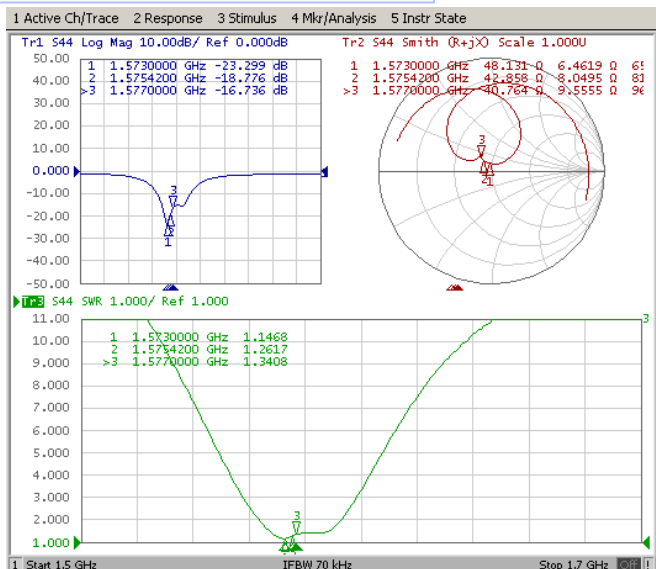 1 Active Ch/Trace 2 Response 3 Stimulus 4 Mkr/Analysis 5 Instr State
Tr1 S44 Log Mag 10.00dB/ Ref 0.000dB
50.00
40.00
30.00
20.00
10.00
0.000
-10.00
-20.00
-30.00
-40.00
-50.00
1 1.5730000 GHz -23.299 dB
2 1.5754200 GHz -18.776 dB
>3 1.5770000 GHz -16.736 dB
3
2
1
Tr2 S44 Smith (R+jX) Scale 1.000U
1 1.5730000 GHz 48.131 Ω 6.4619 Ω
2 1.5754200 GHz 42.858 Ω 8.0495 Ω
>3 1.5770000 GHz 40.764 Ω 9.5555 Ω
3
2 1
Tr3 S44 SWR 1.000/ Ref 1.000
11.00
10.00
9.000
8.000
7.000
6.000
5.000
4.000
3.000
2.000
1.000
1 1.5730000 GHz 1.1468
2 1.5754200 GHz 1.2617
>3 1.5770000 GHz 1.3408
3
3
1 Start 1.5 GHz IFBW 70 kHz Stop 1.7 GHz Off !